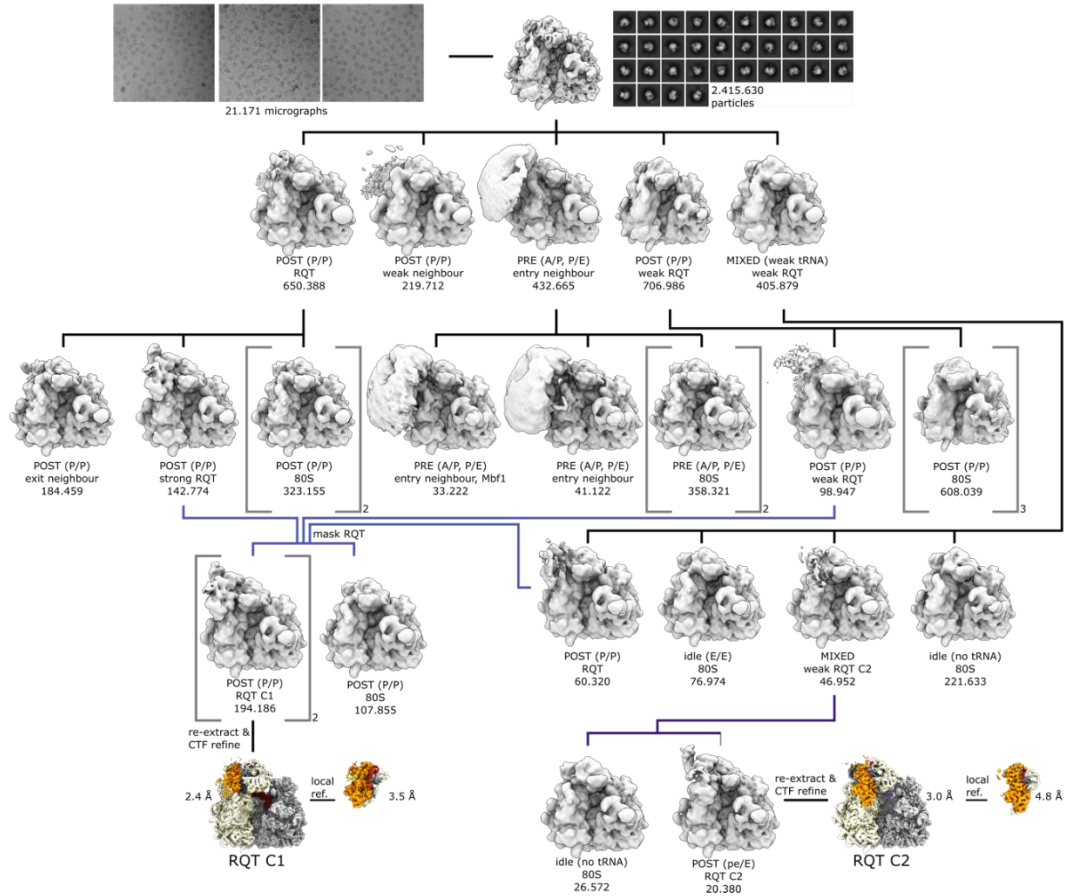 21.171 micrographs
2.415.630
particles
POST (P/P)
RQT
650.388
POST (P/P)
weak neighbour
219.712
PRE (A/P, P/E)
entry neighbour
432.665
POST (P/P)
weak RQT
706.986
MIXED (weak tRNA)
weak RQT
405.879
POST (P/P)
exit neighbour
184.459
POST (P/P)
strong RQT
142.774
POST (P/P)
80S
323.155
2
PRE (A/P, P/E)
entry neighbour, Mbf1
33.222
PRE (A/P, P/E)
entry neighbour
41.122
PRE (A/P, P/E)
80S
358.321
2
POST (P/P)
weak RQT
98.947
POST (P/P)
80S
608.039
3
mask RQT
POST (P/P)
RQT C1
194.186
2
POST (P/P)
80S
107.855
POST (P/P)
RQT
60.320
idle (E/E)
80S
76.974
MIXED
weak RQT C2
46.952
idle (no tRNA)
80S
221.633
re-extract &
CTF refine
2.4 Å
local
ref.
3.5 Å
RQT C1
idle (no tRNA)
80S
26.572
POST (pe/E)
RQT C2
20.380
re-extract &
CTF refine
3.0 Å
local
ref.
4.8 Å
RQT C2